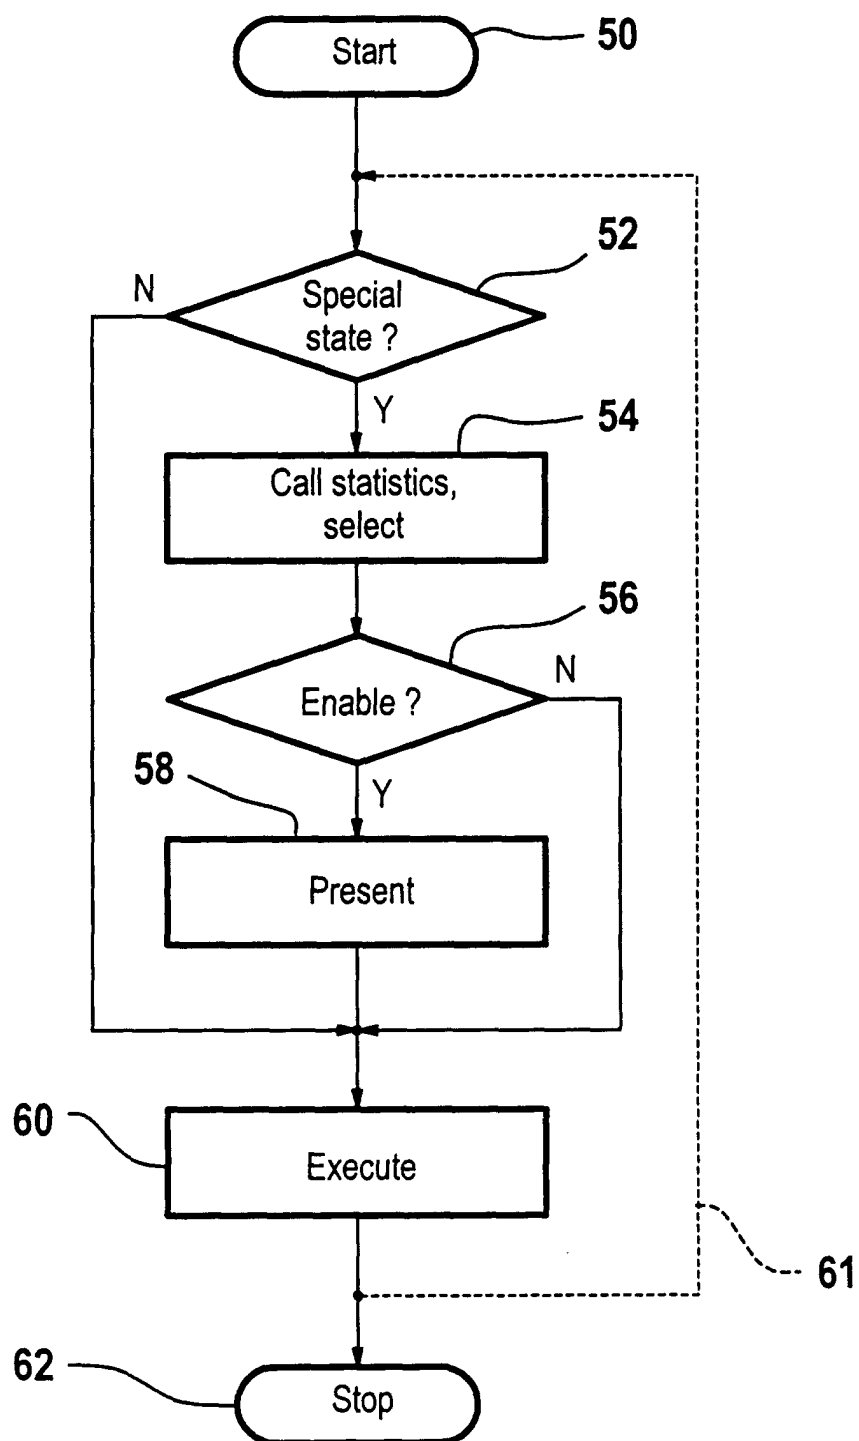 Start
50
52
N
Special
state ?
Y
54
Call statistics,
select
56
Enable ?
N
58
Y
Present
60
Execute
61
62
Stop